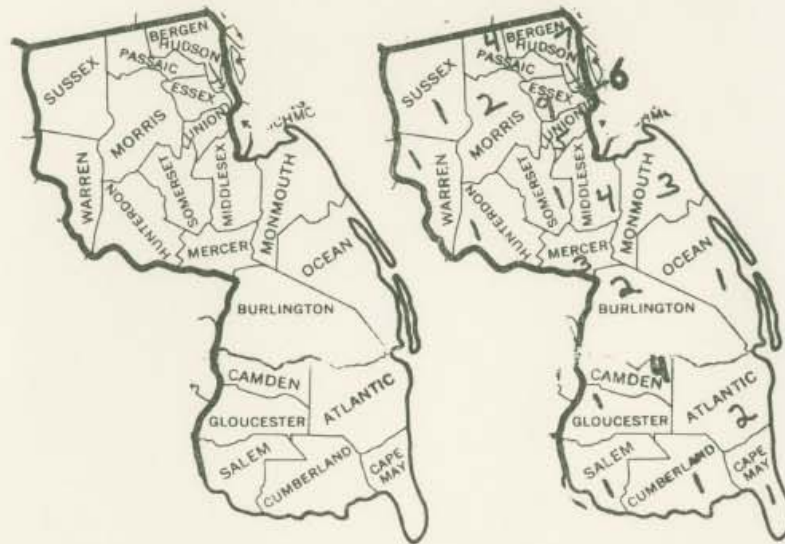 BERGEN
HUDSON
PASSAIC
SUSSEX
ESSEX
UNION
MORRIS
WARREN
SOMERSET
MIDDLESEX
HUNTERDON
MONMOUTH
MERCER
OCEAN
BURLINGTON
CAMDEN
ATLANTIC
GLOUCESTER
SALEM
CUMBERLAND
CAPE MAY
BERGEN 7
4
HUDSON
6
PASSAIC
SUSSEX 1
ESSEX
UNION
MORRIS 2
WARREN 1
SOMERSET 1
MIDDLESEX 4
HUNTERDON 1
MONMOUTH 3
MERCER 3
OCEAN 1
2
BURLINGTON
CAMDEN 4
ATLANTIC 2
1
GLOUCESTER
SALEM 1
CUMBERLAND 1
CAPE MAY 1